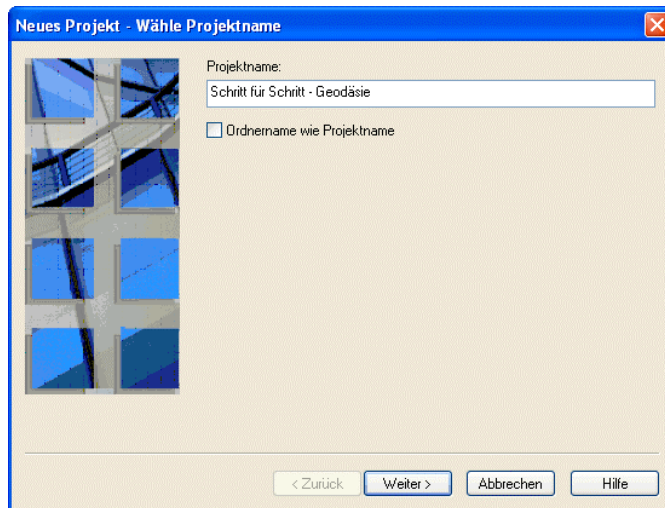 Neues Projekt - Wähle Projektname
Projektname:
Schritt für Schritt - Geodäsie
Ordnername wie Projektname
< Zurück
Weiter >
Abbrechen
Hilfe